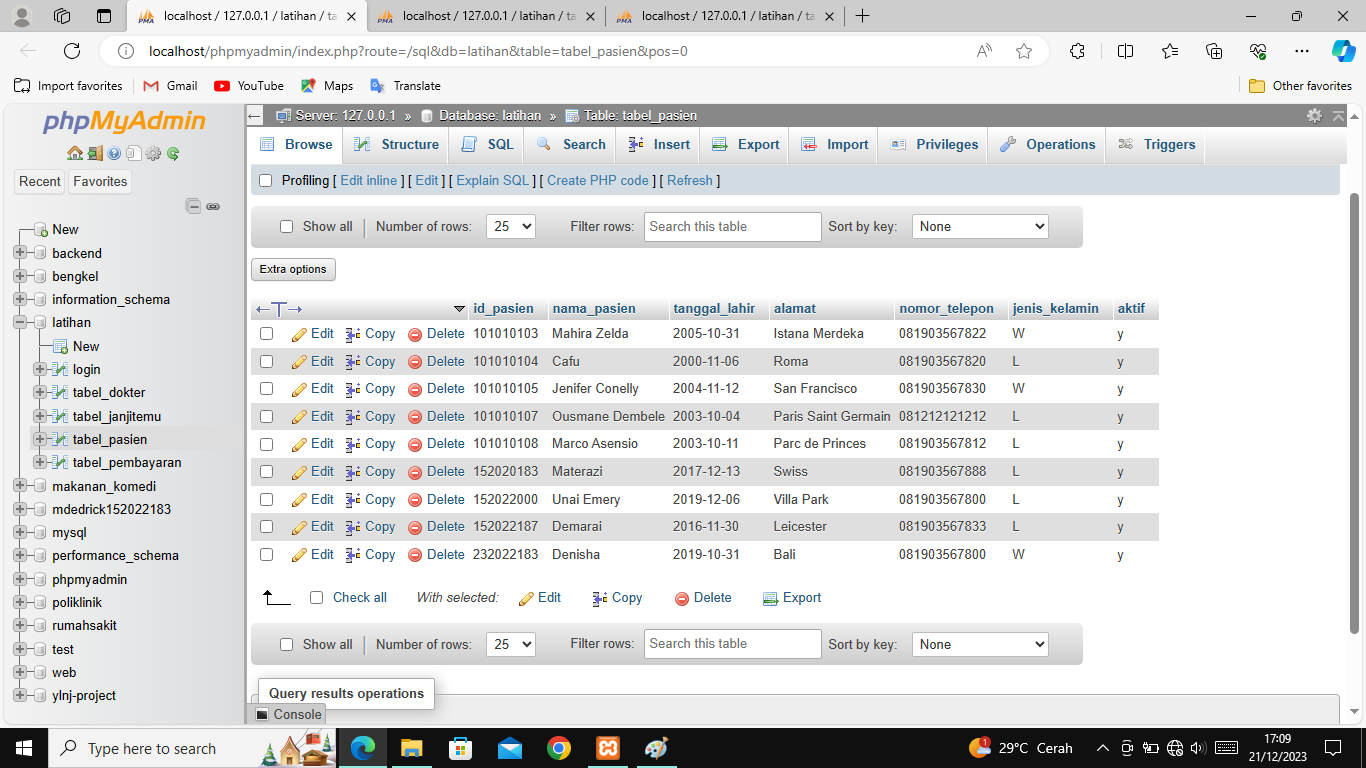 localhost / 127.0.0.1 / latihan / ta localhost / 127.0.0.1 / latihan / ta localhost / 127.0.0.1 / latihan / ta
localhost/phpmyadmin/index.php?route=/sql&db=latihan&table=tabel_pasien&pos=0
Import favorites Gmail YouTube Maps Translate Other favorites
phpMyAdmin
Recent Favorites
New
backend
bengkel
information_schema
latihan
New
login
tabel_dokter
tabel_janjitemu
tabel_pasien
tabel_pembayaran
makanan_komedi
mdedrick152022183
mysql
performance_schema
phpmyadmin
poliklinik
rumahsakit
test
web
ylnj-project
Server: 127.0.0.1 » Database: latihan » Table: tabel_pasien
Browse Structure SQL Search Insert Export Import Privileges Operations Triggers
Profiling [ Edit inline ] [ Edit ] [ Explain SQL ] [ Create PHP code ] [ Refresh ]
Show all Number of rows: 25 Filter rows: Search this table Sort by key: None
Extra options
id_pasien nama_pasien tanggal_lahir alamat nomor_telepon jenis_kelamin aktif
Edit Copy Delete 101010103 Mahira Zelda 2005-10-31 Istana Merdeka 081903567822 W y
Edit Copy Delete 101010104 Cafu 2000-11-06 Roma 081903567820 L y
Edit Copy Delete 101010105 Jenifer Conelly 2004-11-12 San Francisco 081903567830 W y
Edit Copy Delete 101010107 Ousmane Dembele 2003-10-04 Paris Saint Germain 081212121212 L y
Edit Copy Delete 101010108 Marco Asensio 2003-10-11 Parc de Princes 081903567812 L y
Edit Copy Delete 152020183 Materazi 2017-12-13 Swiss 081903567888 L y
Edit Copy Delete 152022000 Unai Emery 2019-12-06 Villa Park 081903567800 L y
Edit Copy Delete 152022187 Demarai 2016-11-30 Leicester 081903567833 L y
Edit Copy Delete 232022183 Denisha 2019-10-31 Bali 081903567800 W y
Check all With selected: Edit Copy Delete Export
Show all Number of rows: 25 Filter rows: Search this table Sort by key: None
Query results operations
Console
Type here to search 29°C Cerah 17:09
21/12/2023